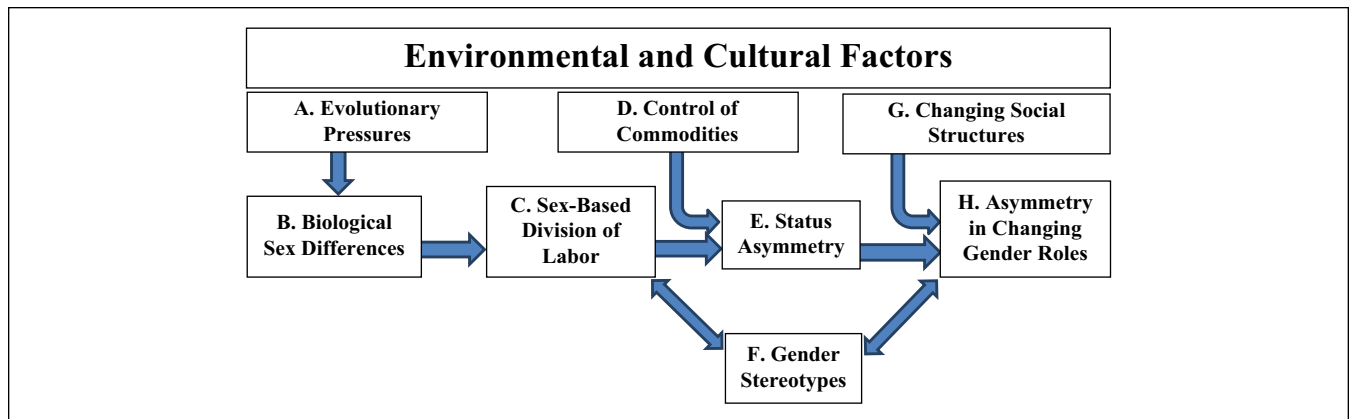 Environmental and Cultural Factors
A. Evolutionary
Pressures
D. Control of
Commodities
G. Changing Social
Structures
B. Biological
Sex Differences
C. Sex-Based
Division of
Labor
E. Status
Asymmetry
H. Asymmetry
in Changing
Gender Roles
F. Gender
Stereotypes